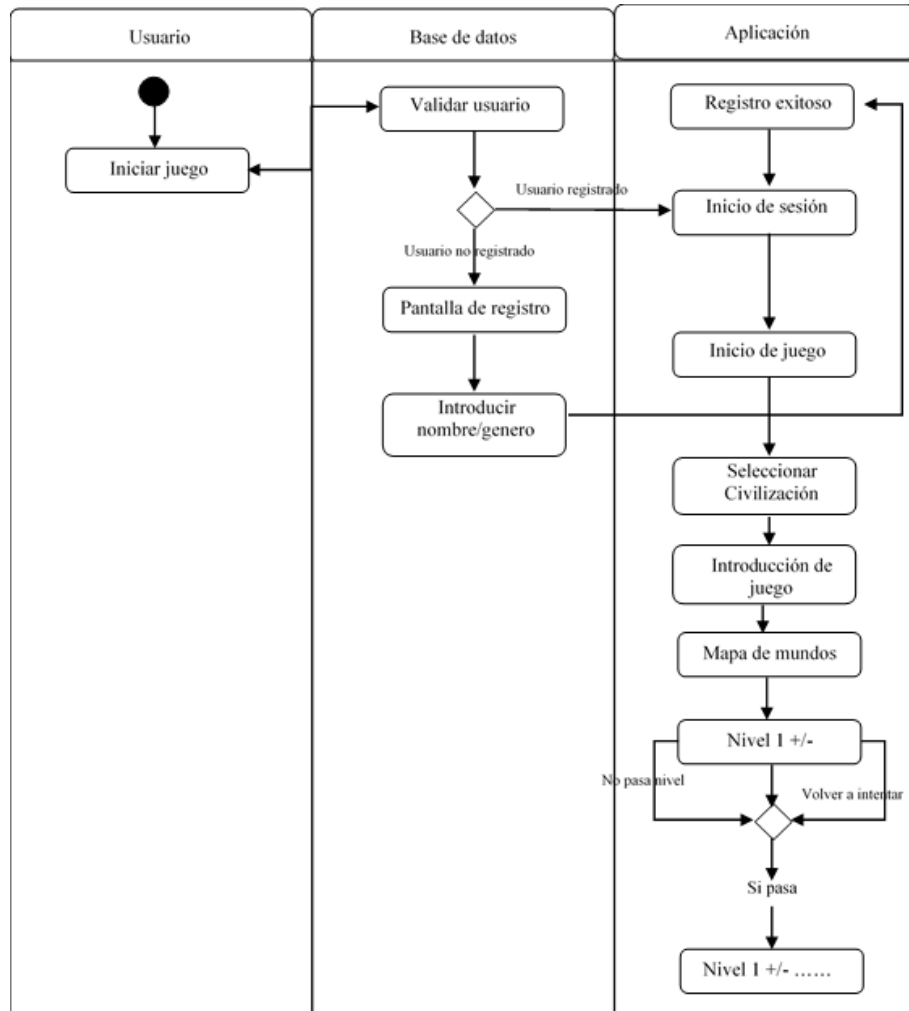 Usuario
Base de datos
Aplicación
Validar usuario
Registro exitoso
Iniciar juego
Usuario registrado
Inicio de sesión
Usuario no registrado
Pantalla de registro
Inicio de juego
Introducir
nombre/genero
Seleccionar
Civilización
Introducción de
juego
Mapa de mundos
Nivel 1 +/-
No pasa nivel
Volver a intentar
Si pasa
Nivel 1 +/- ......